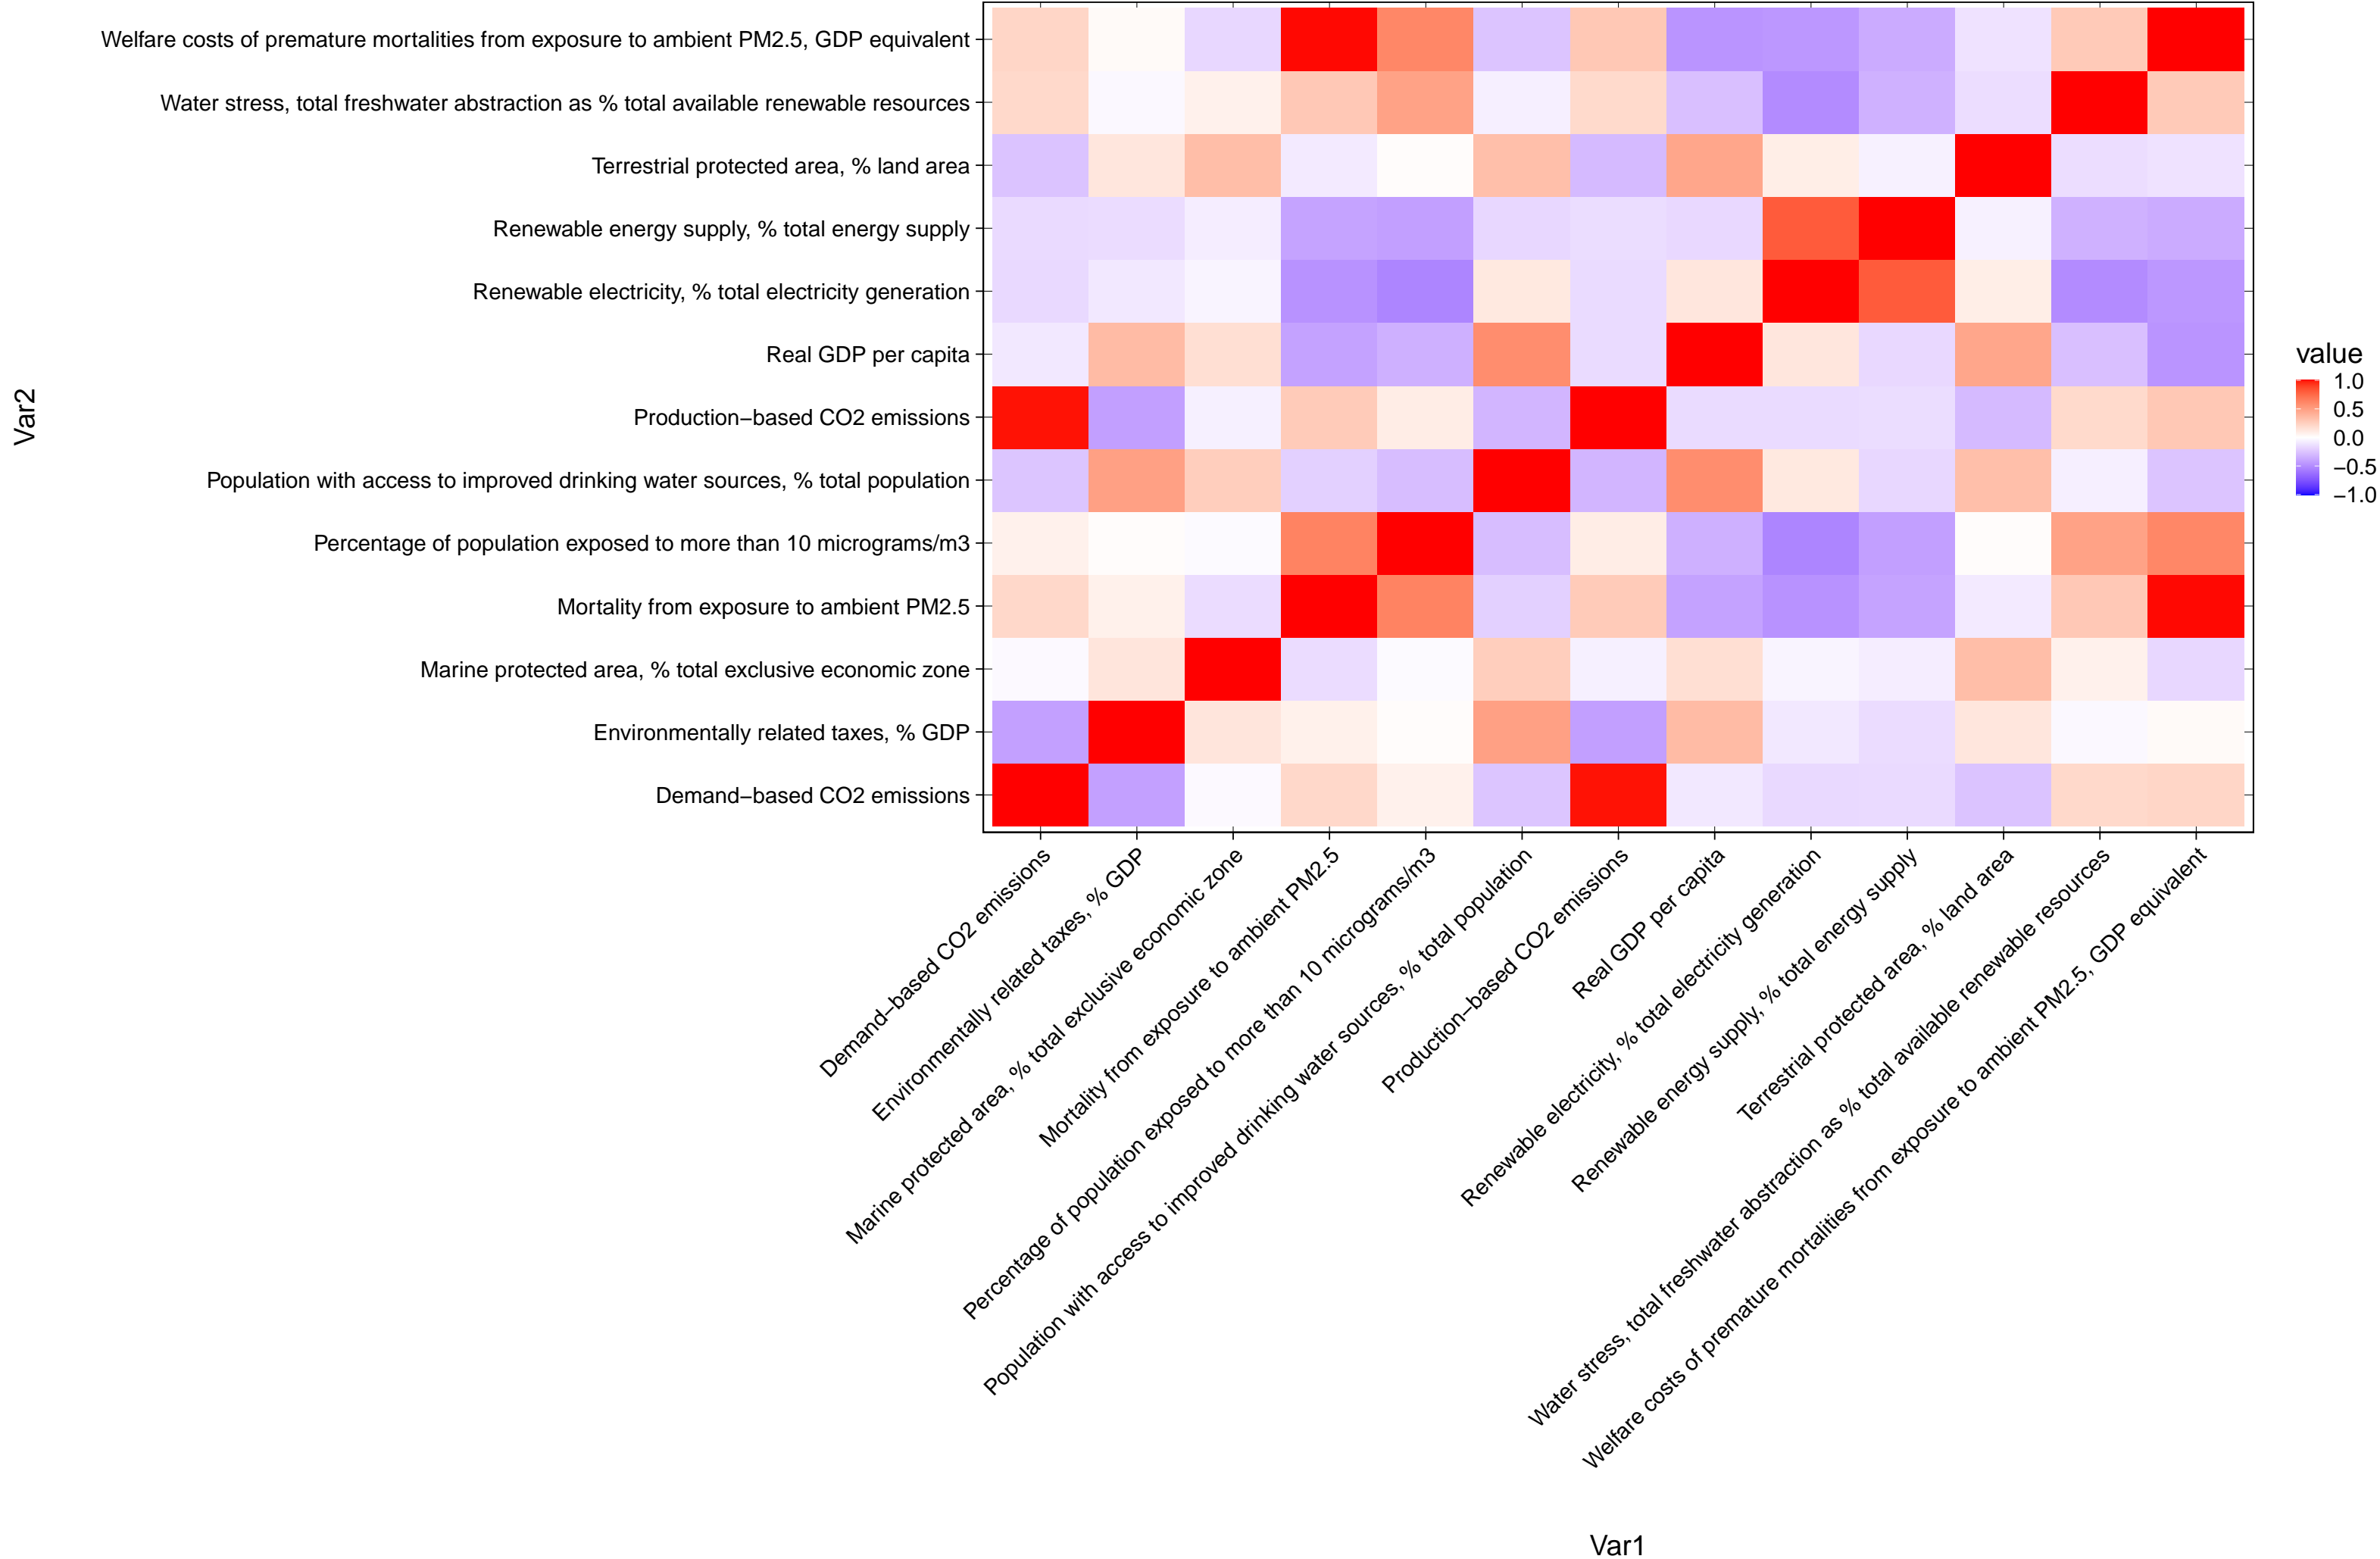 Welfare costs of premature mortalities from exposure to ambient PM2.5, GDP equivalent
Water stress, total freshwater abstraction as % total available renewable resources
Terrestrial protected area, % land area
Renewable energy supply, % total energy supply
Renewable electricity, % total electricity generation
Real GDP per capita
Production−based CO2 emissions
Population with access to improved drinking water sources, % total population
Percentage of population exposed to more than 10 micrograms/m3
Mortality from exposure to ambient PM2.5
Marine protected area, % total exclusive economic zone
Environmentally related taxes, % GDP
Demand−based CO2 emissions
Var2
value
1.0
0.5
0.0
−0.5
−1.0
Demand−based CO2 emissions
Environmentally related taxes, % GDP
Marine protected area, % total exclusive economic zone
Mortality from exposure to ambient PM2.5
Percentage of population exposed to more than 10 micrograms/m3
Population with access to improved drinking water sources, % total population
Production−based CO2 emissions
Real GDP per capita
Renewable electricity, % total electricity generation
Renewable energy supply, % total energy supply
Terrestrial protected area, % land area
Water stress, total freshwater abstraction as % total available renewable resources
Welfare costs of premature mortalities from exposure to ambient PM2.5, GDP equivalent
Var1